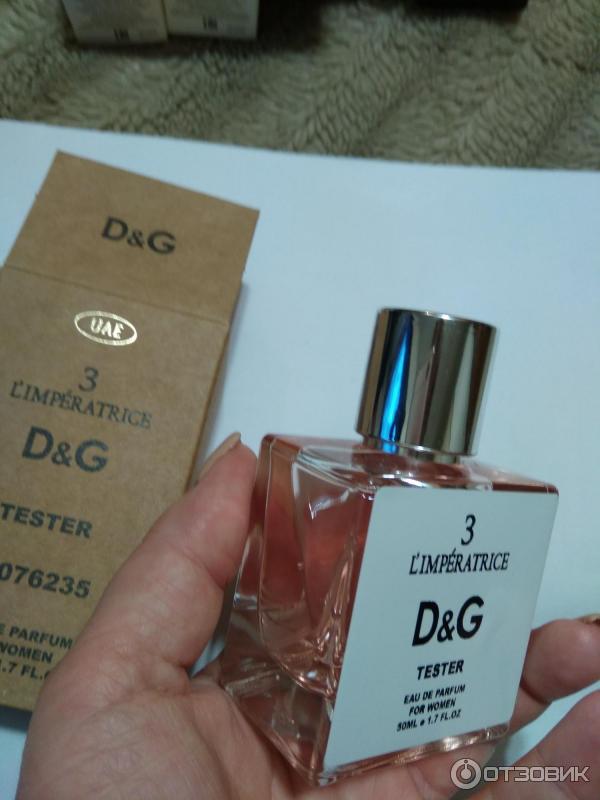 D&G
UAE
3
L'IMPÉRATRICE
D&G
TESTER
076235
E PARFUM
WOMEN
1.7 FL.
3
L'IMPÉRATRICE
D&G
TESTER
EAU DE PARFUM
FOR WOMEN
50ML ● 1.7 FL.OZ
ОТЗОВИК